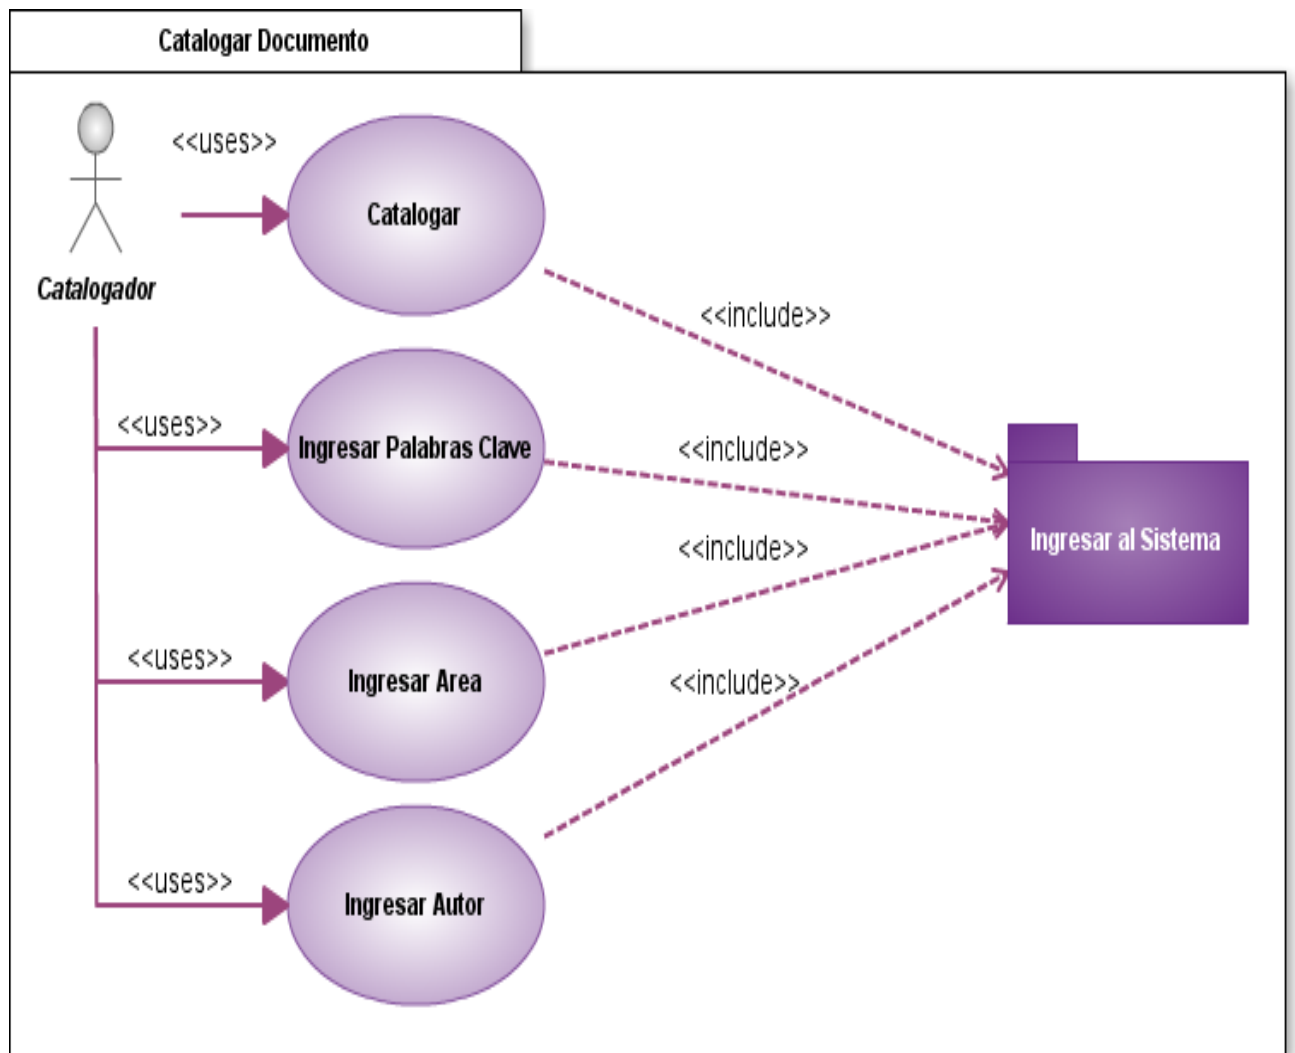 Catalogar Documento
<<uses>>
Catalogar
Catalogador
<<include>>
<<uses>>
Ingresar Palabras Clave
<<include>>
Ingresar al Sistema
<<include>>
<<uses>>
Ingresar Area
<<include>>
<<uses>>
Ingresar Autor